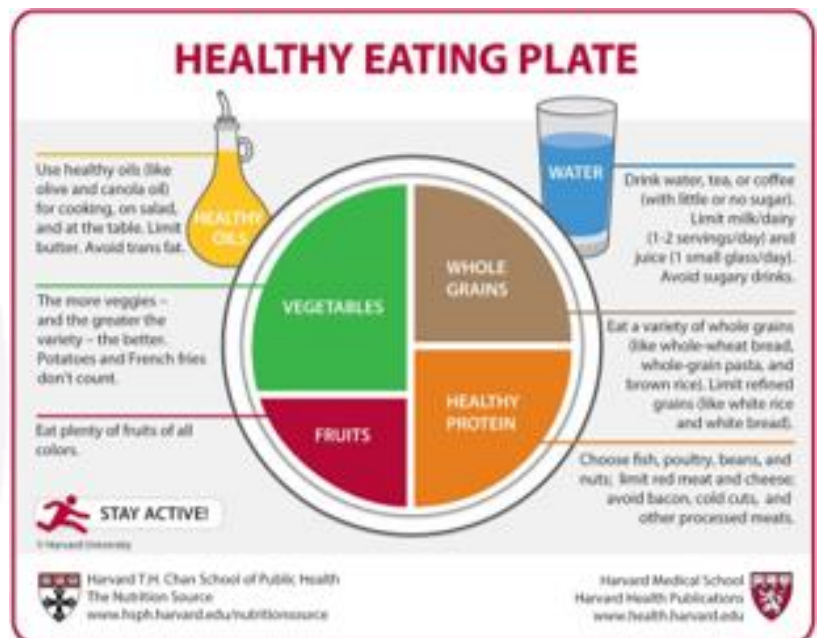 HEALTHY EATING PLATE
Use healthy oils (like
olive and canola oil)
for cooking, on salad,
and at the table. Limit
butter. Avoid trans fat.
HEALTHY
OILS
The more veggies –
and the greater the
variety – the better.
Potatoes and French fries
don't count.
Eat plenty of fruits of all
colors.
VEGETABLES
FRUITS
WHOLE
GRAINS
HEALTHY
PROTEIN
WATER
Drink water, tea, or coffee
(with little or no sugar).
Limit milk/dairy
(1-2 servings/day) and
juice (1 small glass/day).
Avoid sugary drinks.
Eat a variety of whole grains
(like whole-wheat bread,
whole-grain pasta, and
brown rice). Limit refined
grains (like white rice
and white bread).
Choose fish, poultry, beans, and
nuts; limit red meat and cheese;
avoid bacon, cold cuts, and
other processed meats.
STAY ACTIVE!
© Harvard University
Harvard T.H. Chan School of Public Health
The Nutrition Source
www.hsph.harvard.edu/nutritionsource
Harvard Medical School
Harvard Health Publications
www.health.harvard.edu